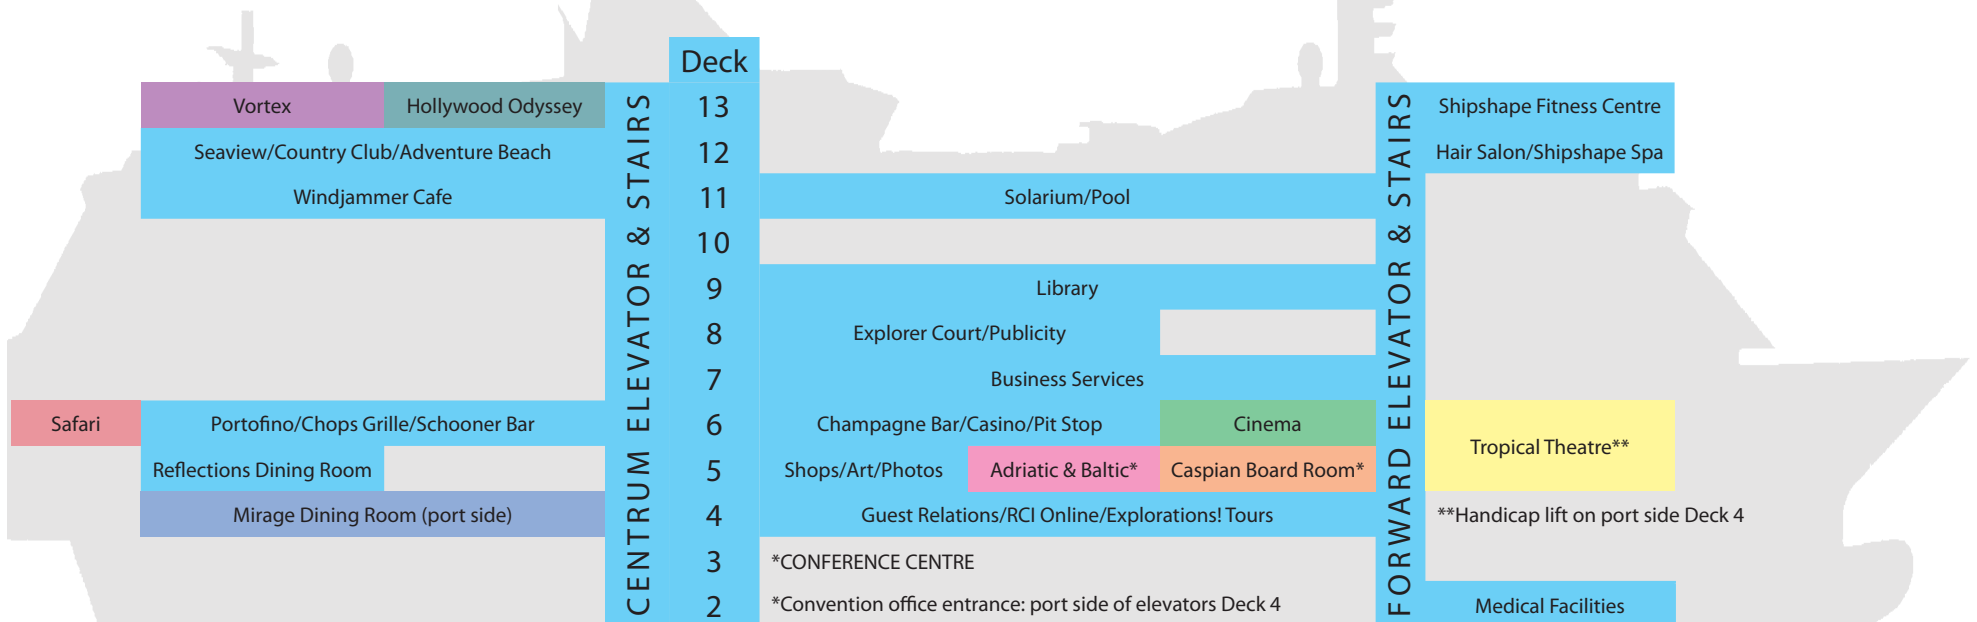 Deck
Vortex
Hollywood Odyssey
13
Shipshape Fitness Centre
Seaview/Country Club/Adventure Beach
12
Hair Salon/Shipshape Spa
Windjammer Cafe
11
Solarium/Pool
10
9
Library
8
Explorer Court/Publicity
7
Business Services
Safari
Portofino/Chops Grille/Schooner Bar
6
Champagne Bar/Casino/Pit Stop
Cinema
Tropical Theatre**
Reflections Dining Room
5
Shops/Art/Photos
Adriatic & Baltic*
Caspian Board Room*
Mirage Dining Room (port side)
4
Guest Relations/RCI Online/Explorations! Tours
**Handicap lift on port side Deck 4
3
*CONFERENCE CENTRE
2
*Convention office entrance: port side of elevators Deck 4
Medical Facilities
CENTRUM ELEVATOR & STAIRS
FORWARD ELEVATOR & STAIRS